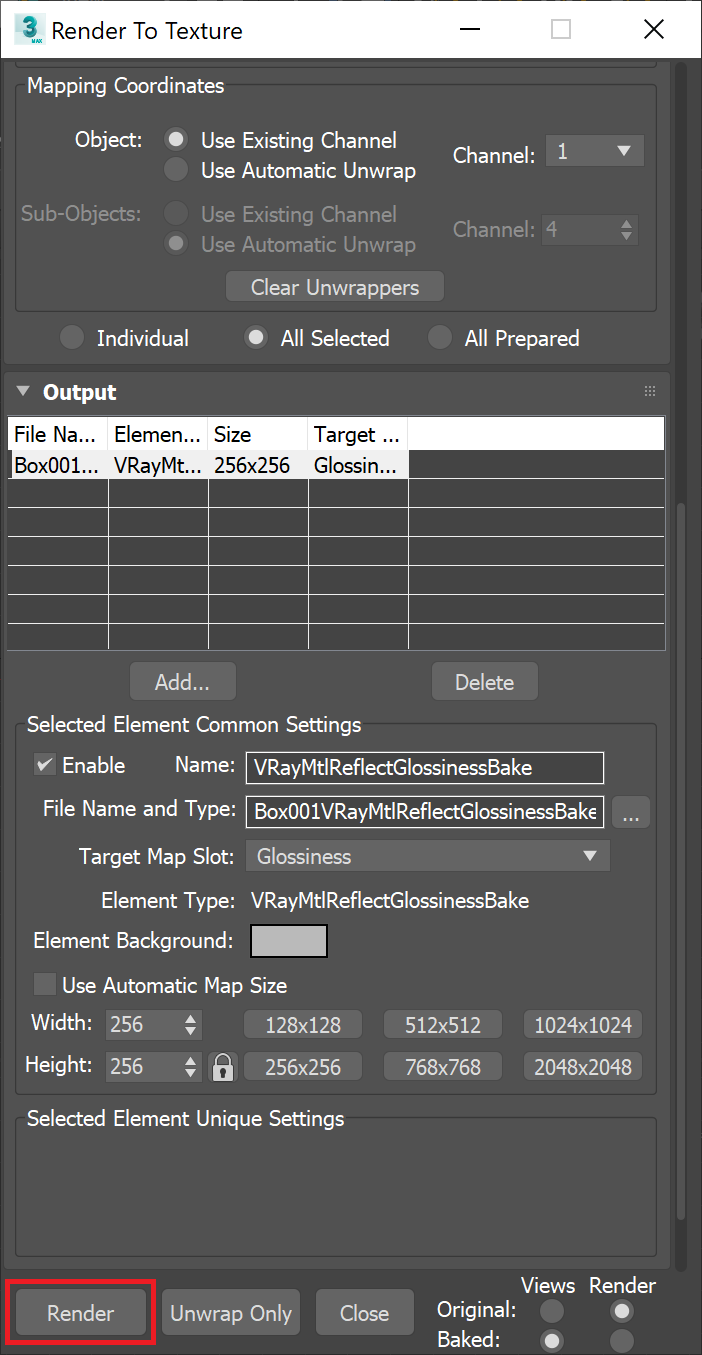 3
MAX
Render To Texture
Mapping Coordinates
Object:
Use Existing Channel
Use Automatic Unwrap
Channel:
1
Sub-Objects:
Use Existing Channel
Use Automatic Unwrap
Channel:
4
Clear Unwrappers
Individual
All Selected
All Prepared
Output
File Na... Elemen... Size Target ...
Box001... VRayMt... 256x256 Glossin...
Add...
Delete
Selected Element Common Settings
Enable
Name: VRayMtlReflectGlossinessBake
File Name and Type: Box001VRayMtlReflectGlossinessBake ...
Target Map Slot: Glossiness
Element Type: VRayMtlReflectGlossinessBake
Element Background:
Use Automatic Map Size
Width: 256 128x128 512x512 1024x1024
Height: 256 256x256 768x768 2048x2048
Selected Element Unique Settings
Views Render
Render Unwrap Only Close
Original:
Baked: